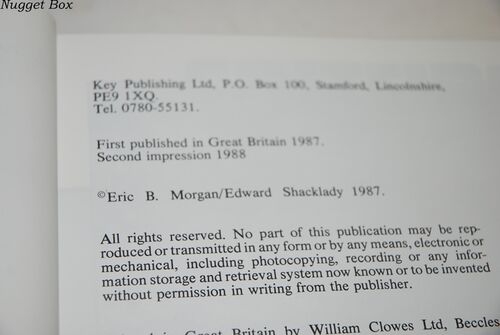 Nugget Box
Key Publishing Ltd, P.O. Box 100, Stamford, Lincolnshire,
PE9 1XQ.
Tel. 0780-55131.
First published in Great Britain 1987.
Second impression 1988
©Eric B. Morgan/Edward Shacklady 1987.
All rights reserved. No part of this publication may be rep-
roduced or transmitted in any form or by any means, electronic or
mechanical, including photocopying, recording or any infor-
mation storage and retrieval system now known or to be invented
without permission in writing from the publisher.
in Great Britain by William Clowes Ltd, Beccles